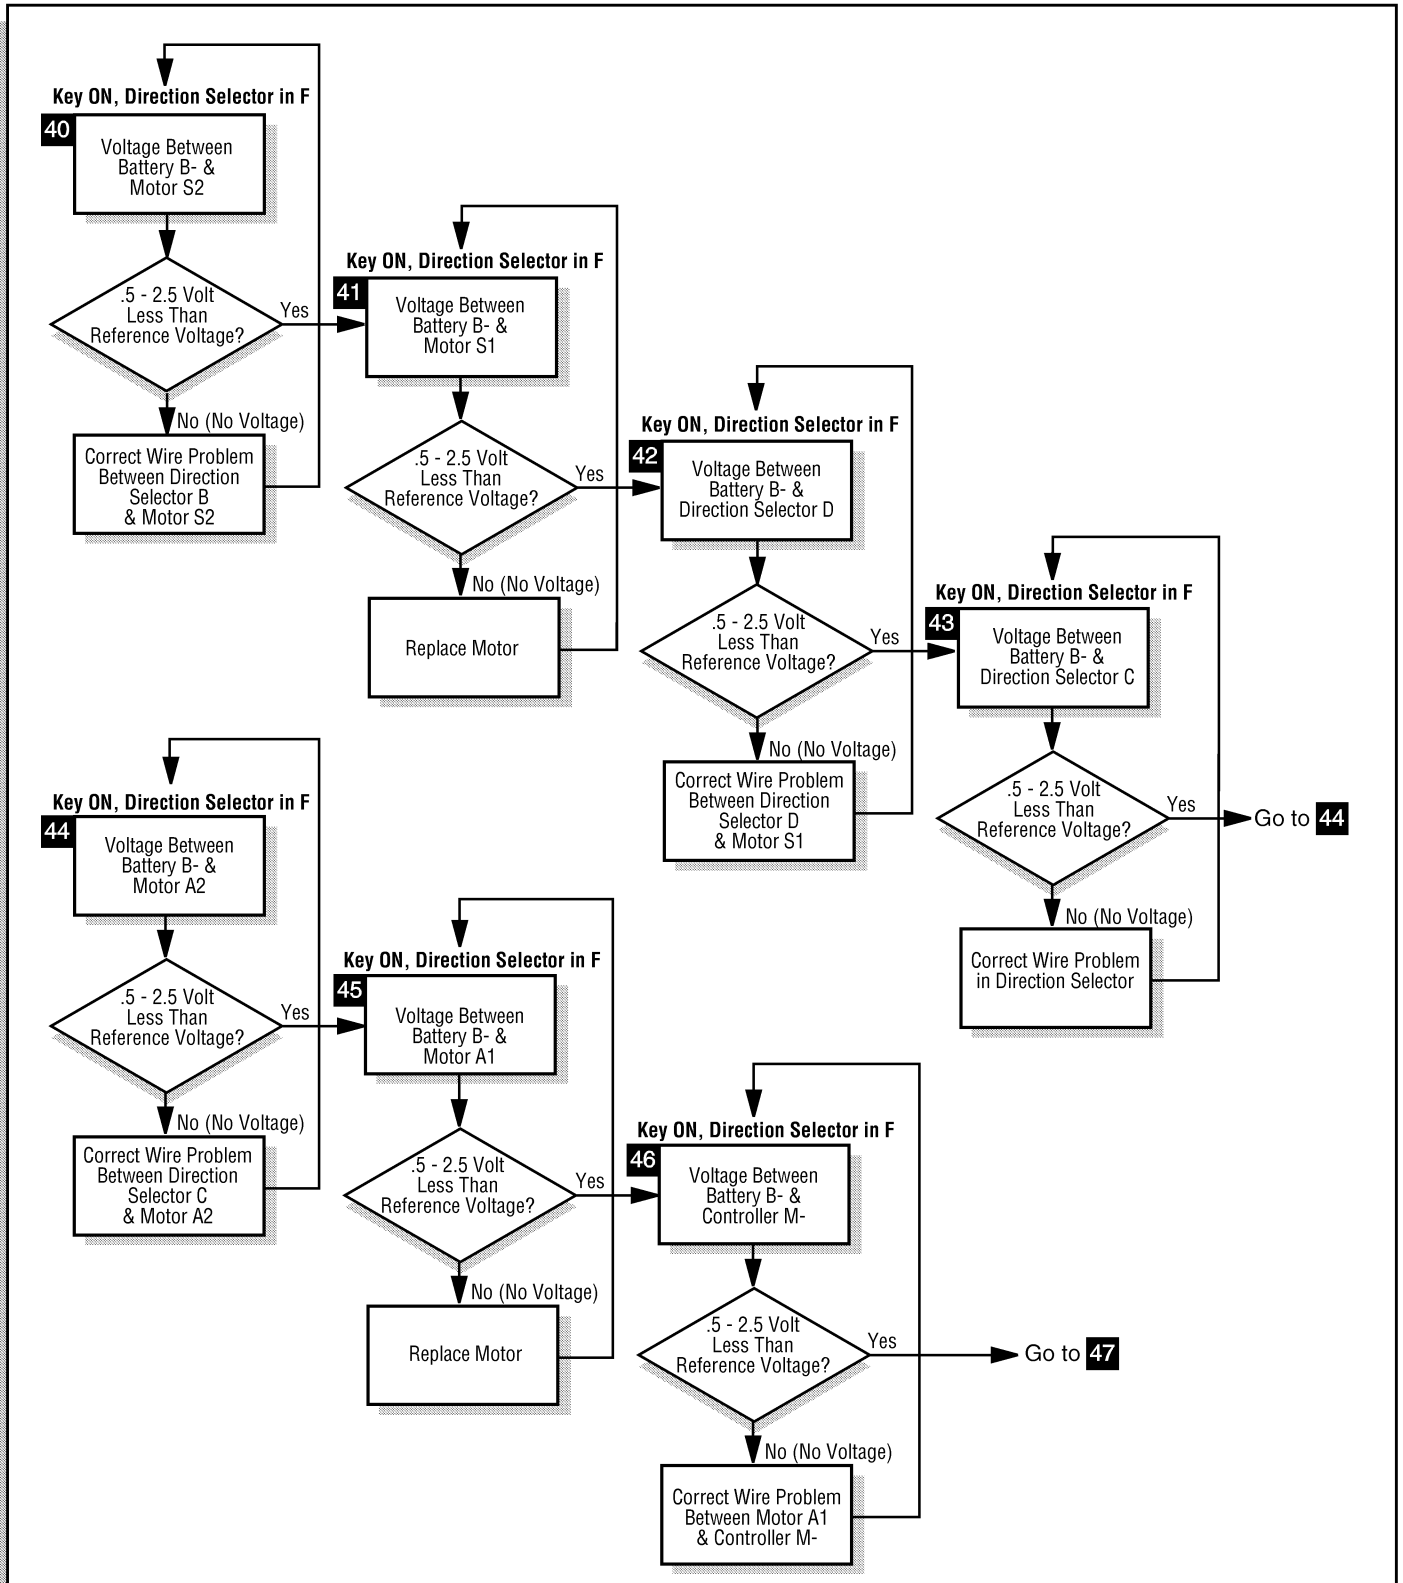 Key ON, Direction Selector in F
40
Voltage Between
Battery B- &
Motor S2
.5 - 2.5 Volt
Less Than
Reference Voltage?
Yes
No (No Voltage)
Correct Wire Problem
Between Direction
Selector B
& Motor S2
Key ON, Direction Selector in F
41
Voltage Between
Battery B- &
Motor S1
.5 - 2.5 Volt
Less Than
Reference Voltage?
Yes
No (No Voltage)
Replace Motor
Key ON, Direction Selector in F
42
Voltage Between
Battery B- &
Direction Selector D
.5 - 2.5 Volt
Less Than
Reference Voltage?
Yes
No (No Voltage)
Correct Wire Problem
Between Direction
Selector D
& Motor S1
Key ON, Direction Selector in F
43
Voltage Between
Battery B- &
Direction Selector C
.5 - 2.5 Volt
Less Than
Reference Voltage?
Yes
Go to 44
No (No Voltage)
Correct Wire Problem
in Direction Selector
Key ON, Direction Selector in F
44
Voltage Between
Battery B- &
Motor A2
.5 - 2.5 Volt
Less Than
Reference Voltage?
Yes
No (No Voltage)
Correct Wire Problem
Between Direction
Selector C
& Motor A2
Key ON, Direction Selector in F
45
Voltage Between
Battery B- &
Motor A1
.5 - 2.5 Volt
Less Than
Reference Voltage?
Yes
No (No Voltage)
Replace Motor
Key ON, Direction Selector in F
46
Voltage Between
Battery B- &
Controller M-
.5 - 2.5 Volt
Less Than
Reference Voltage?
Yes
Go to 47
No (No Voltage)
Correct Wire Problem
Between Motor A1
& Controller M-